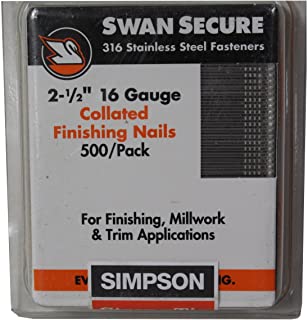 SWAN SECURE
316 Stainless Steel Fasteners
2-½" 16 Gauge
Collated
Finishing Nails
500/Pack
For Finishing, Millwork
& Trim Applications
SIMPSON